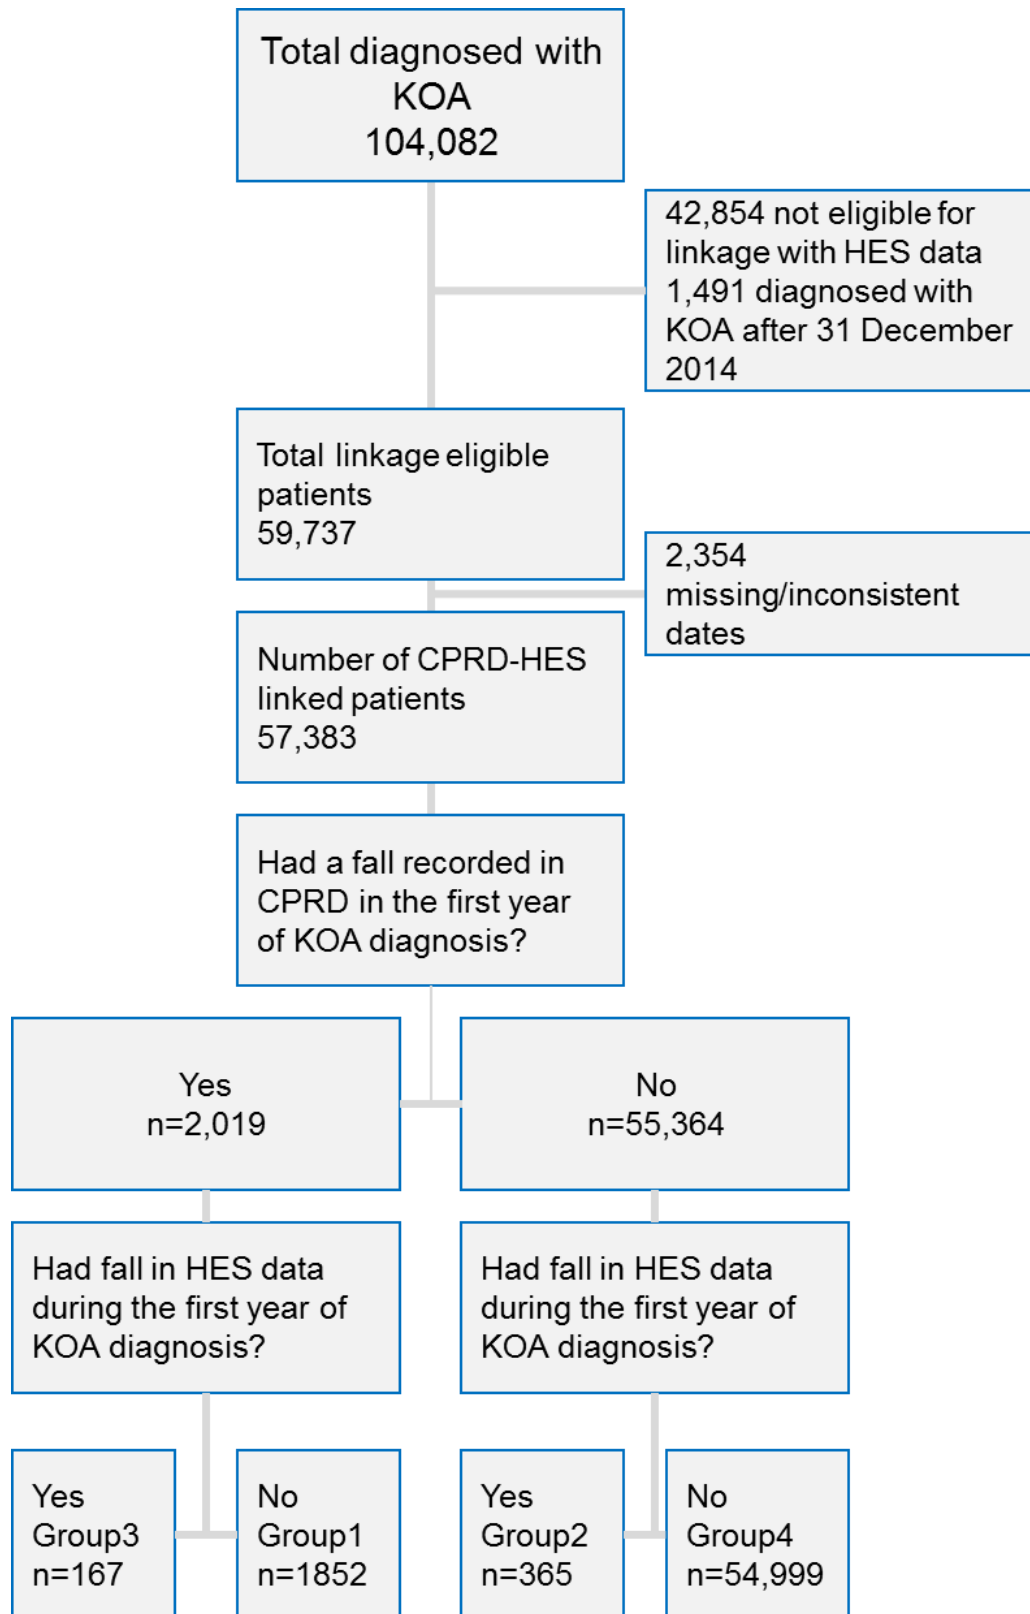 Total diagnosed with
KOA
104,082
42,854 not eligible for
linkage with HES data
1,491 diagnosed with
KOA after 31 December
2014
Total linkage eligible
patients
59,737
2,354
missing/inconsistent
dates
Number of CPRD-HES
linked patients
57,383
Had a fall recorded in
CPRD in the first year
of KOA diagnosis?
Yes
n=2,019
No
n=55,364
Had fall in HES data
during the first year of
KOA diagnosis?
Had fall in HES data
during the first year of
KOA diagnosis?
Yes
Group3
n=167
No
Group1
n=1852
Yes
Group2
n=365
No
Group4
n=54,999